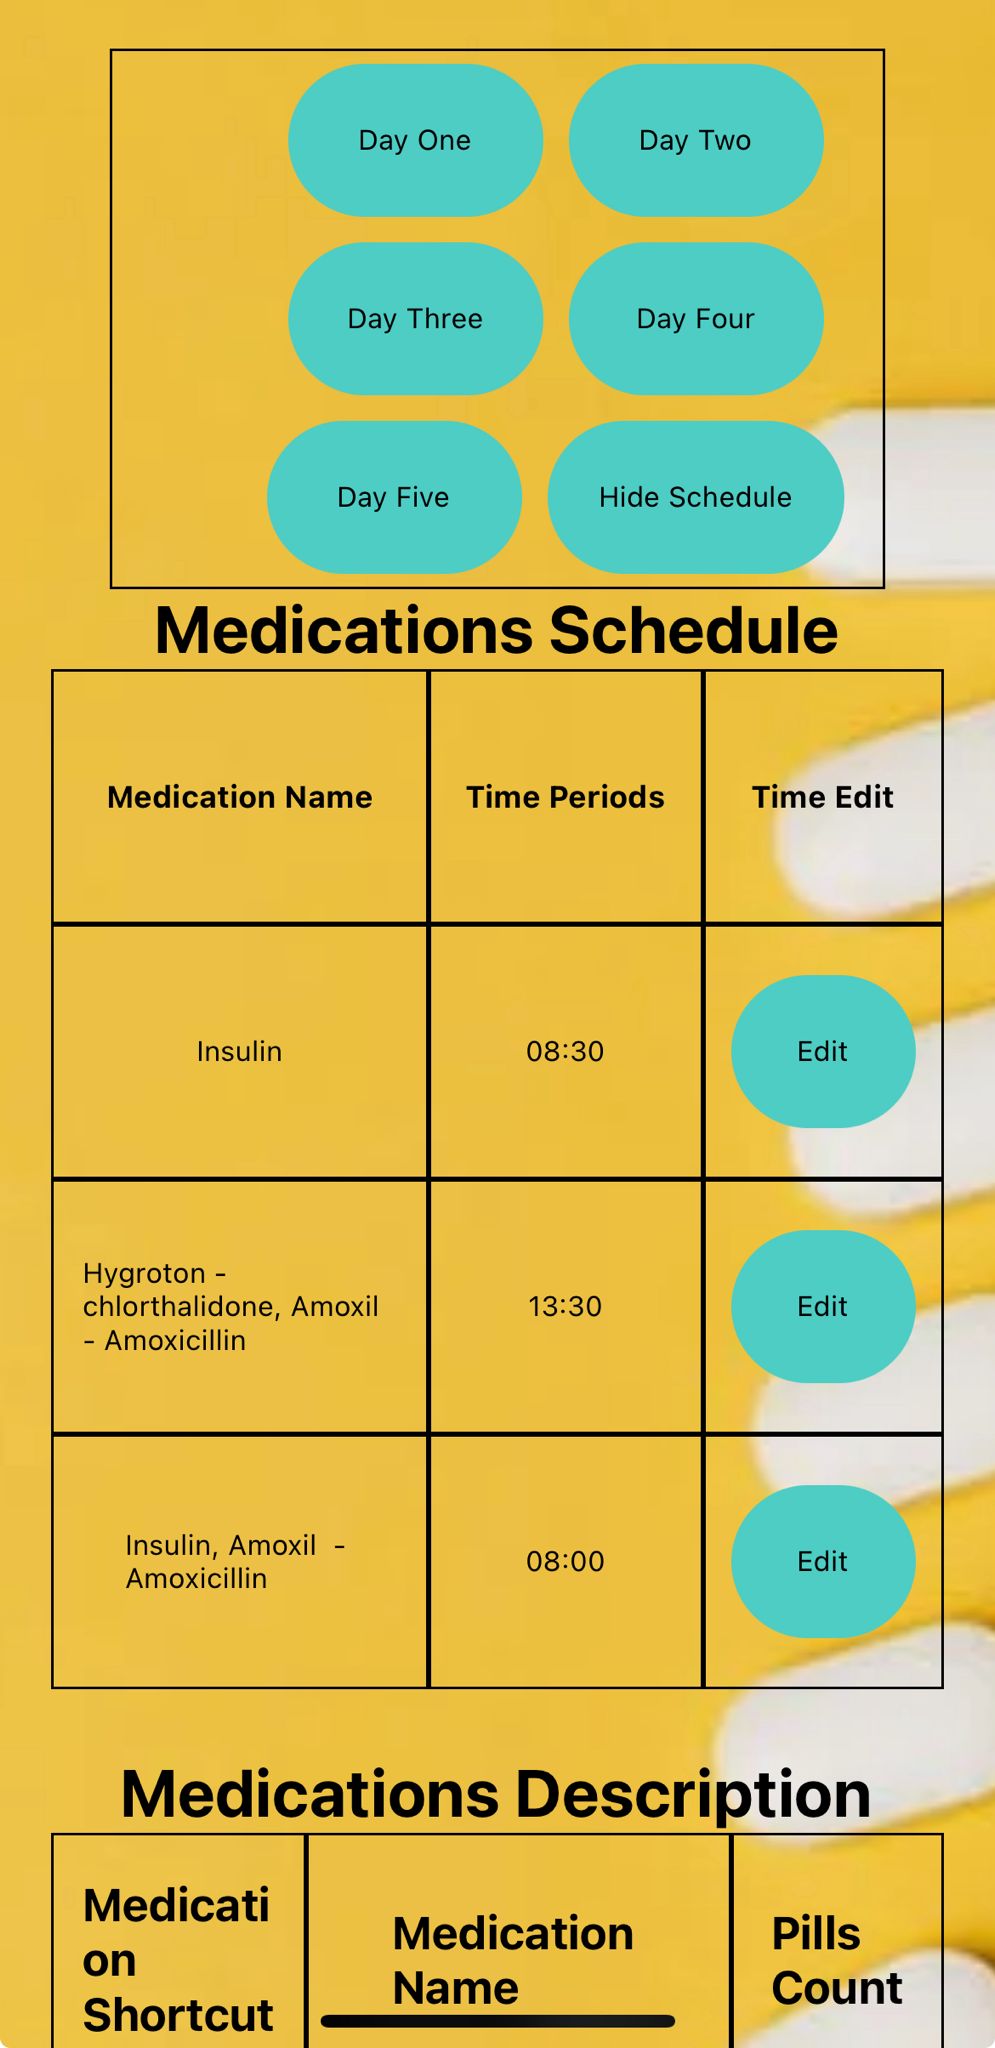 Day One
Day Two
Day Three
Day Four
Day Five
Hide Schedule
Medications Schedule
Medication Name
Time Periods
Time Edit
Insulin
08:30
Edit
Hygroton -
chlorthalidone, Amoxil
- Amoxicillin
13:30
Edit
Insulin, Amoxil  -
Amoxicillin
08:00
Edit
Medications Description
Medicati
on
Shortcut
Medication
Name
Pills
Count